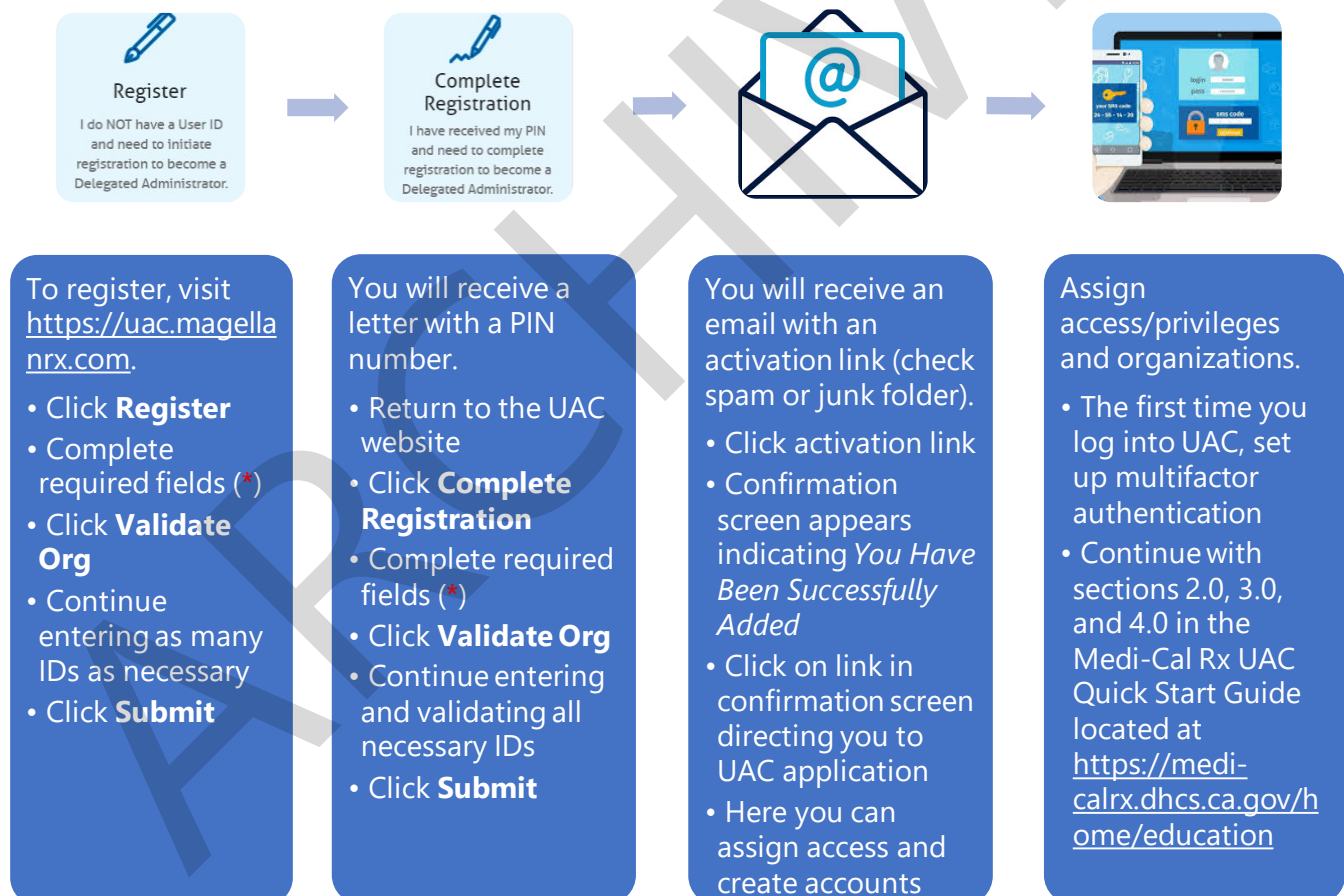 Register
I do NOT have a User ID
and need to initiate
registration to become a
Delegated Administrator.
Complete
Registration
I have received my PIN
and need to complete
registration to become a
Delegated Administrator.
@
your SMS code
24 - 56 - 14 - 20
login
pass
sms code
To register, visit
https://uac.magella
nrx.com.
• Click Register
• Complete
required fields (*)
• Click Validate
Org
• Continue
entering as many
IDs as necessary
• Click Submit
You will receive a
letter with a PIN
number.
• Return to the UAC
website
• Click Complete
Registration
• Complete required
fields (*)
• Click Validate Org
• Continue entering
and validating all
necessary IDs
• Click Submit
You will receive an
email with an
activation link (check
spam or junk folder).
• Click activation link
• Confirmation
screen appears
indicating You Have
Been Successfully
Added
• Click on link in
confirmation screen
directing you to
UAC application
• Here you can
assign access and
create accounts
Assign
access/privileges
and organizations.
• The first time you
log into UAC, set
up multifactor
authentication
• Continue with
sections 2.0, 3.0,
and 4.0 in the
Medi-Cal Rx UAC
Quick Start Guide
located at
https://medi-
calrx.dhcs.ca.gov/h
ome/education